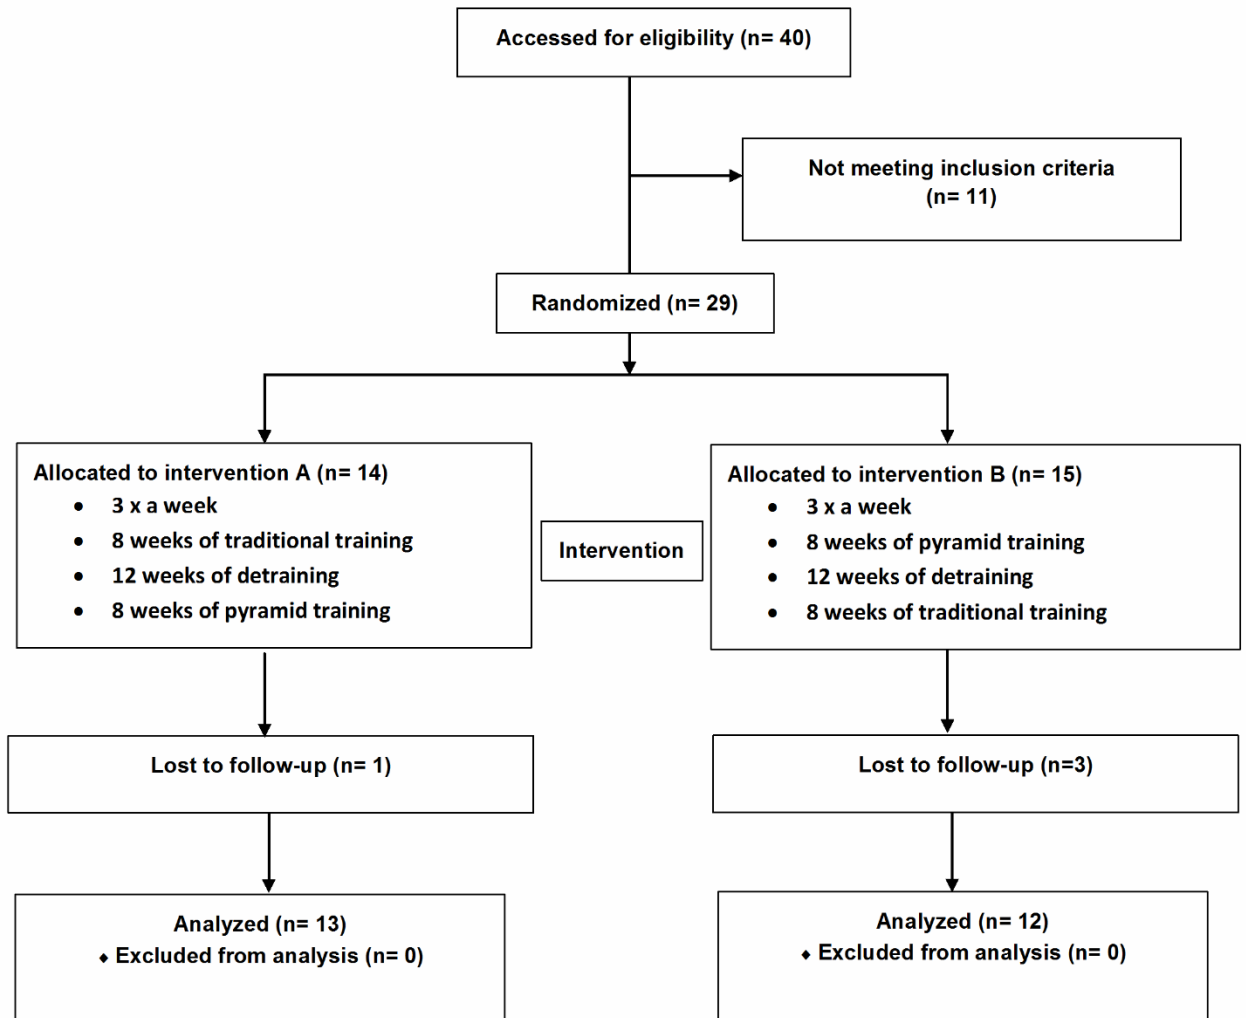 Accessed for eligibility (n= 40)
Not meeting inclusion criteria
(n= 11)
Randomized (n= 29)
Allocated to intervention A (n= 14)
• 3 x a week
• 8 weeks of traditional training
• 12 weeks of detraining
• 8 weeks of pyramid training
Intervention
Allocated to intervention B (n= 15)
• 3 x a week
• 8 weeks of pyramid training
• 12 weeks of detraining
• 8 weeks of traditional training
Lost to follow-up (n= 1)
Lost to follow-up (n=3)
Analyzed (n= 13)
⬥ Excluded from analysis (n= 0)
Analyzed (n= 12)
⬥ Excluded from analysis (n= 0)